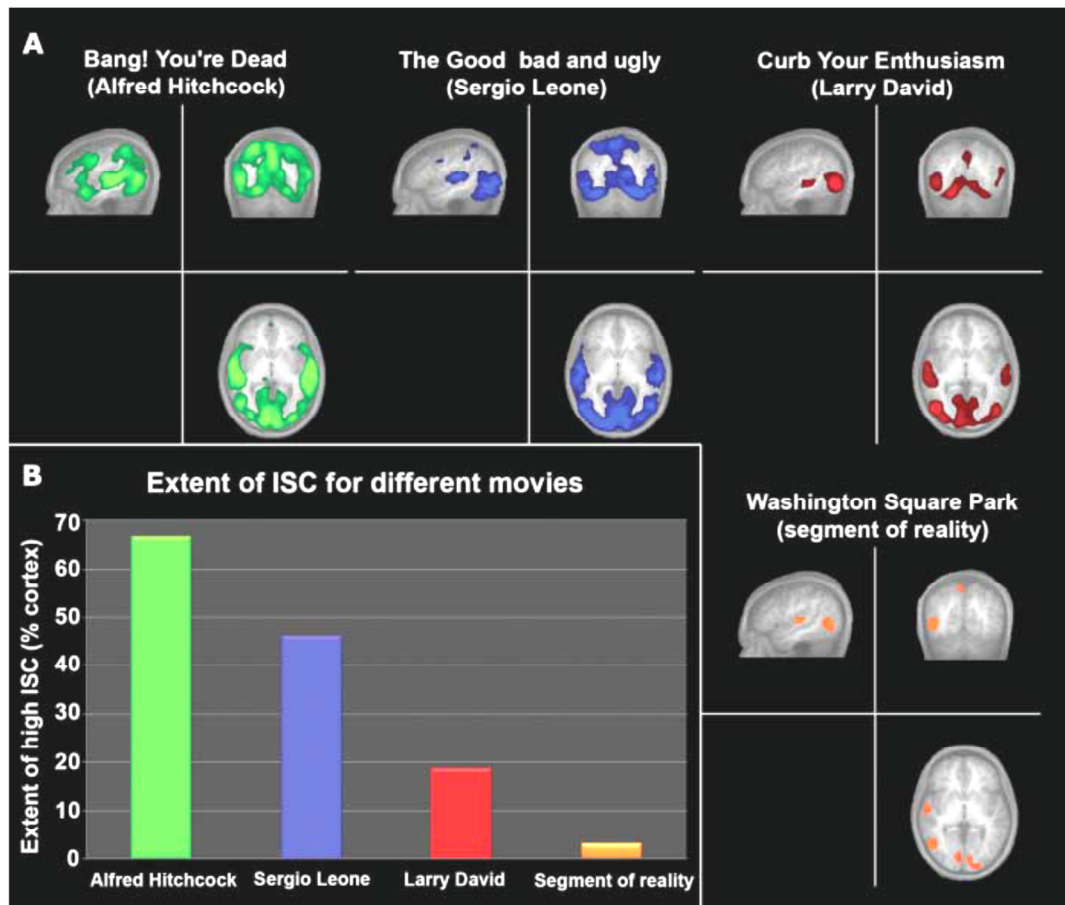 A
Bang! You're Dead
(Alfred Hitchcock)
The Good bad and ugly
(Sergio Leone)
Curb Your Enthusiasm
(Larry David)
B
Extent of ISC for different movies
Extent of high ISC (% cortex)
70
60
50
40
30
20
10
0
Alfred Hitchcock
Sergio Leone
Larry David
Segment of reality
Washington Square Park
(segment of reality)